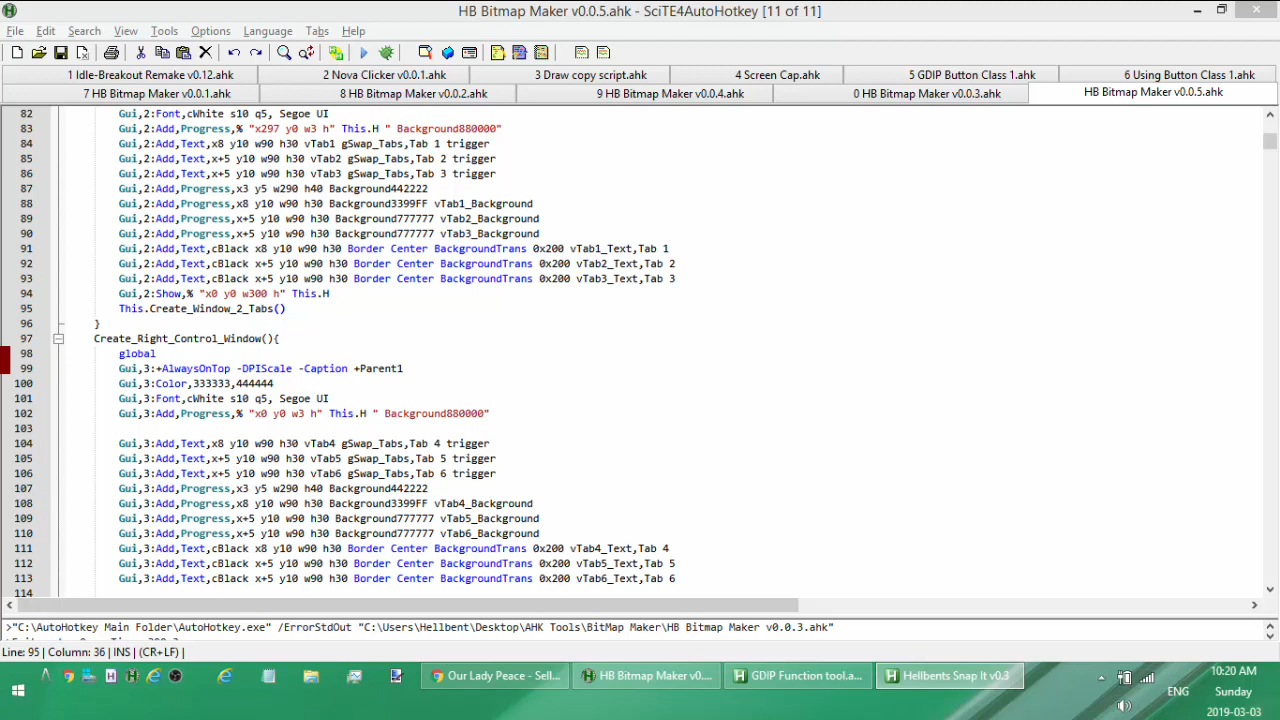 HB Bitmap Maker v0.0.5.ahk - SciTE4AutoHotkey [11 of 11]
File Edit Search View Tools Options Language Tabs Help
1 Idle-Breakout Remake v0.12.ahk 2 Nova Clicker v0.0.1.ahk 3 Draw copy script.ahk 4 Screen Cap.ahk 5 GDIP Button Class 1.ahk 6 Using Button Class 1.ahk
7 HB Bitmap Maker v0.0.1.ahk 8 HB Bitmap Maker v0.0.2.ahk 9 HB Bitmap Maker v0.0.4.ahk 0 HB Bitmap Maker v0.0.3.ahk HB Bitmap Maker v0.0.5.ahk
82 Gui,2:Font,cWhite s10 q5, Segoe UI
83 Gui,2:Add,Progress,% "x297 y0 w3 h" This.H " Background880000"
84 Gui,2:Add,Text,x8 y10 w90 h30 vTab1 gSwap_Tabs,Tab 1 trigger
85 Gui,2:Add,Text,x+5 y10 w90 h30 vTab2 gSwap_Tabs,Tab 2 trigger
86 Gui,2:Add,Text,x+5 y10 w90 h30 vTab3 gSwap_Tabs,Tab 3 trigger
87 Gui,2:Add,Progress,x3 y5 w290 h40 Background442222
88 Gui,2:Add,Progress,x8 y10 w90 h30 Background3399FF vTab1_Background
89 Gui,2:Add,Progress,x+5 y10 w90 h30 Background777777 vTab2_Background
90 Gui,2:Add,Progress,x+5 y10 w90 h30 Background777777 vTab3_Background
91 Gui,2:Add,Text,cBlack x8 y10 w90 h30 Border Center BackgroundTrans 0x200 vTab1_Text,Tab 1
92 Gui,2:Add,Text,cBlack x+5 y10 w90 h30 Border Center BackgroundTrans 0x200 vTab2_Text,Tab 2
93 Gui,2:Add,Text,cBlack x+5 y10 w90 h30 Border Center BackgroundTrans 0x200 vTab3_Text,Tab 3
94 Gui,2:Show,% "x0 y0 w300 h" This.H
95 This.Create_Window_2_Tabs()
96 }
97 Create_Right_Control_Window(){
98 global
99 Gui,3:+AlwaysOnTop -DPIScale -Caption +Parent1
100 Gui,3:Color,333333,444444
101 Gui,3:Font,cWhite s10 q5, Segoe UI
102 Gui,3:Add,Progress,% "x0 y0 w3 h" This.H " Background880000"
103
104 Gui,3:Add,Text,x8 y10 w90 h30 vTab4 gSwap_Tabs,Tab 4 trigger
105 Gui,3:Add,Text,x+5 y10 w90 h30 vTab5 gSwap_Tabs,Tab 5 trigger
106 Gui,3:Add,Text,x+5 y10 w90 h30 vTab6 gSwap_Tabs,Tab 6 trigger
107 Gui,3:Add,Progress,x3 y5 w290 h40 Background442222
108 Gui,3:Add,Progress,x8 y10 w90 h30 Background3399FF vTab4_Background
109 Gui,3:Add,Progress,x+5 y10 w90 h30 Background777777 vTab5_Background
110 Gui,3:Add,Progress,x+5 y10 w90 h30 Background777777 vTab6_Background
111 Gui,3:Add,Text,cBlack x8 y10 w90 h30 Border Center BackgroundTrans 0x200 vTab4_Text,Tab 4
112 Gui,3:Add,Text,cBlack x+5 y10 w90 h30 Border Center BackgroundTrans 0x200 vTab5_Text,Tab 5
113 Gui,3:Add,Text,cBlack x+5 y10 w90 h30 Border Center BackgroundTrans 0x200 vTab6_Text,Tab 6
114
>"C:\AutoHotkey Main Folder\AutoHotkey.exe" /ErrorStdOut "C:\Users\Hellbent\Desktop\AHK Tools\BitMap Maker\HB Bitmap Maker v0.0.3.ahk"
Line: 95 | Column: 36 | INS | (CR+LF) |
Our Lady Peace - Sell... HB Bitmap Maker v0.... GDIP Function tool.a... Hellbents Snap It v0.3
ENG
10:20 AM
Sunday
2019-03-03